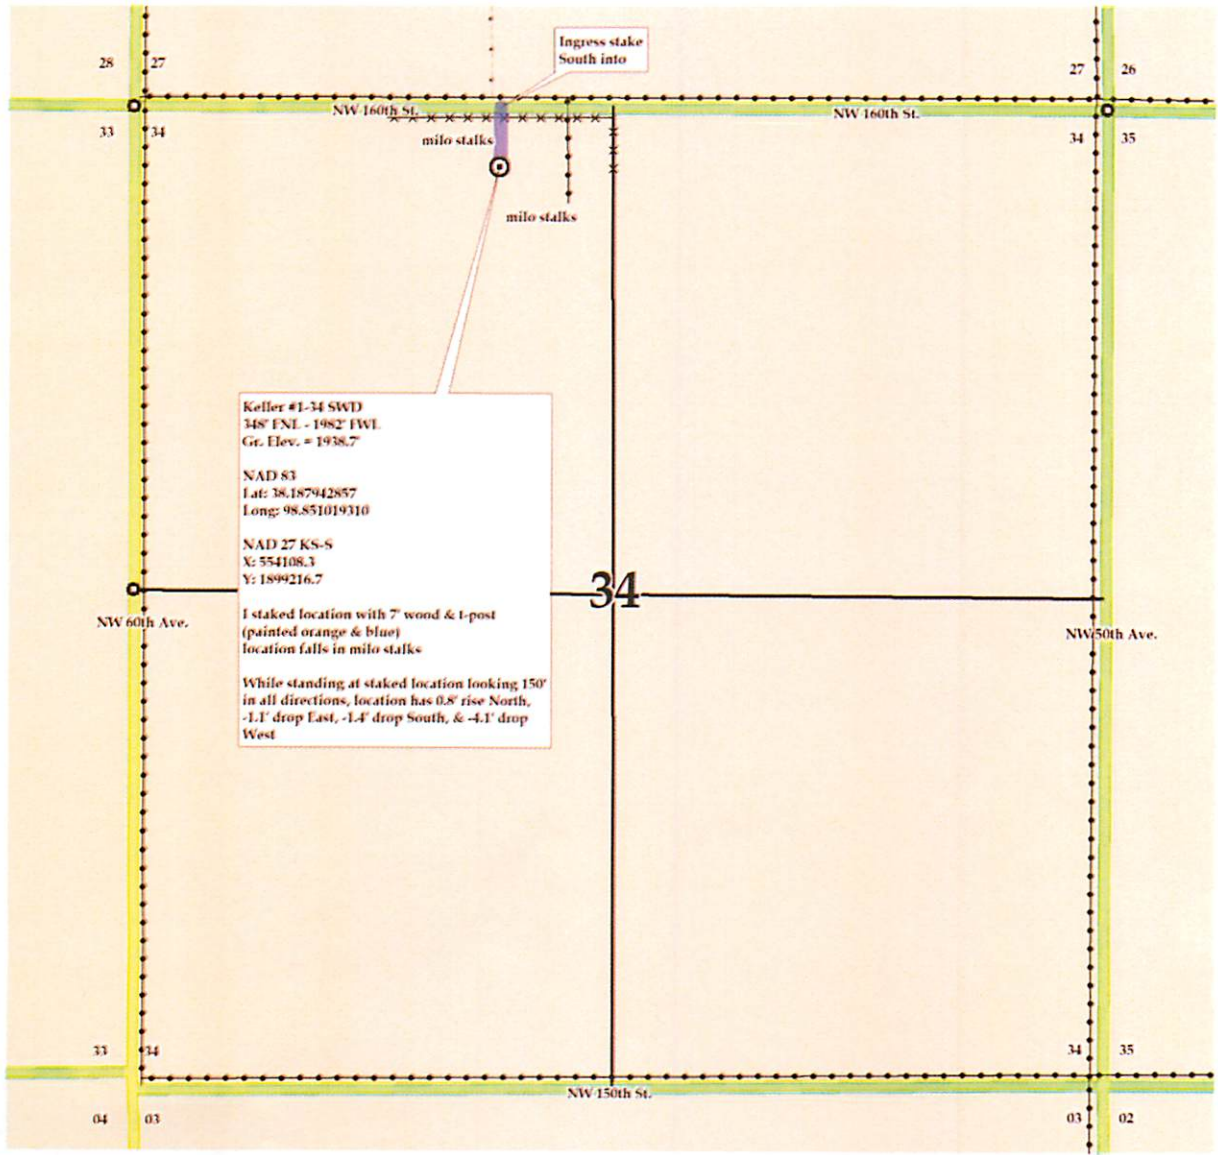 Ingress stake
South into
28 27
27 26
NW 160th St.
NW 160th St.
33 34
34 35
milo stalks
milo stalks
Keller #1-34 SWD
348' FNL - 1982' FWL
Gr. Elev. = 1938.7'
NAD 83
Lat: 38.187942857
Long: 98.851019310
NAD 27 KS-S
X: 554108.3
Y: 1899216.7
I staked location with 7' wood & t-post
(painted orange & blue)
location falls in milo stalks
While standing at staked location looking 150'
in all directions, location has 0.8' rise North,
-1.1' drop East, -1.4' drop South, & -4.1' drop
West
34
NW 60th Ave.
NW 50th Ave.
33 34
34 35
NW 150th St.
04 03
03 02